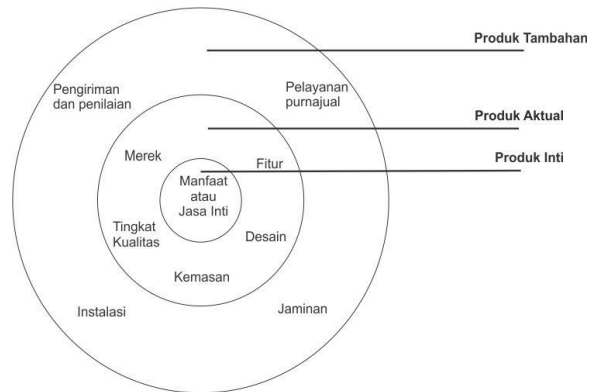 Produk Tambahan
Pengiriman
dan penilaian
Pelayanan
purnajual
Produk Aktual
Merek
Fitur
Produk Inti
Manfaat
atau
Jasa Inti
Tingkat
Kualitas
Desain
Kemasan
Instalasi
Jaminan